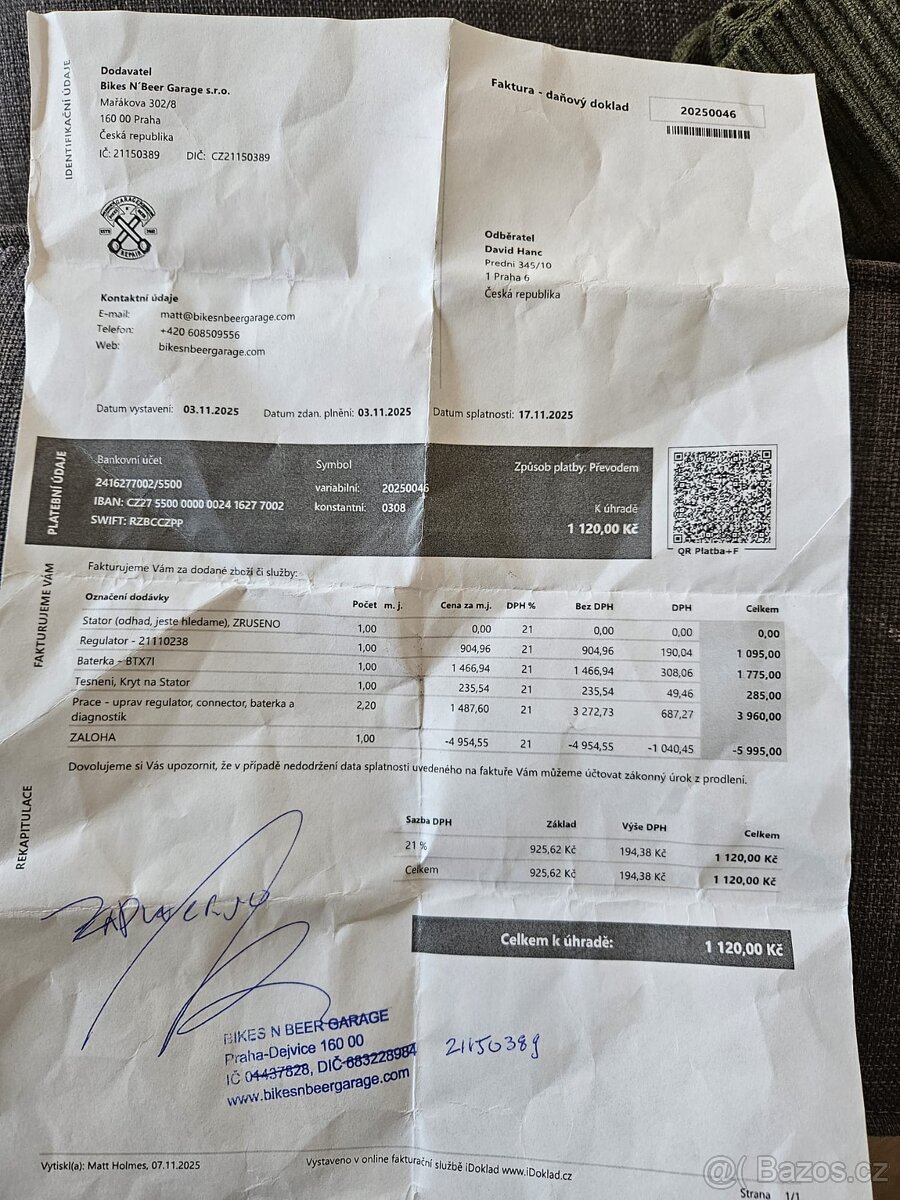 IDENTIFIKAČNÍ ÚDAJE
Dodavatel
Bikes N´Beer Garage s.r.o.
Mařákova 302/8
160 00 Praha
Česká republika
IČ: 21150389 DIČ: CZ21150389
Faktura - daňový doklad 20250046
GARAGE
REPAIR
Odběratel
David Hanc
Predni 345/10
1 Praha 6
Česká republika
Kontaktní údaje
E-mail: matt@bikesnbeergarage.com
Telefon: +420 608509556
Web: bikesnbeergarage.com
Datum vystavení: 03.11.2025 Datum zdan. plnění: 03.11.2025 Datum splatnosti: 17.11.2025
PLATEBNÍ ÚDAJE
Bankovní účet Symbol Způsob platby: Převodem
2416277002/5500 variabilní: 20250046 K úhradě
IBAN: CZ27 5500 0000 0024 1627 7002 konstantní: 0308 1 120,00 Kč
SWIFT: RZBCCZPP
QR Platba+F
FAKTURUJEME VÁM
Fakturujeme Vám za dodané zboží či služby:
Označení dodávky Počet m. j. Cena za m.j. DPH % Bez DPH DPH Celkem
Stator (odhad, jeste hledame), ZRUSENO 1,00 0,00 21 0,00 0,00 0,00
Regulator - 21110238 1,00 904,96 21 904,96 190,04 1 095,00
Baterka - BTX7l 1,00 1 466,94 21 1 466,94 308,06 1 775,00
Tesneni, Kryt na Stator 1,00 235,54 21 235,54 49,46 285,00
Prace - uprav regulator, connector, baterka a 2,20 1 487,60 21 3 272,73 687,27 3 960,00
diagnostik
ZALOHA 1,00 -4 954,55 21 -4 954,55 -1 040,45 -5 995,00
Dovolujeme si Vás upozornit, že v případě nedodržení data splatnosti uvedeného na faktuře Vám můžeme účtovat zákonný úrok z prodlení.
REKAPITULACE
Sazba DPH Základ Výše DPH Celkem
21 % 925,62 Kč 194,38 Kč 1 120,00 Kč
Celkem 925,62 Kč 194,38 Kč 1 120,00 Kč
Celkem k úhradě: 1 120,00 Kč
BIKES N BEER GARAGE
Praha-Dejvice 160 00
IČ 01437828, DIČ 683228984
www.bikesnbeergarage.com
21150389
Vytiskl(a): Matt Holmes, 07.11.2025 Vystaveno v online fakturační službě iDoklad www.iDoklad.cz
Strana 1/1
@( Bazos.cz